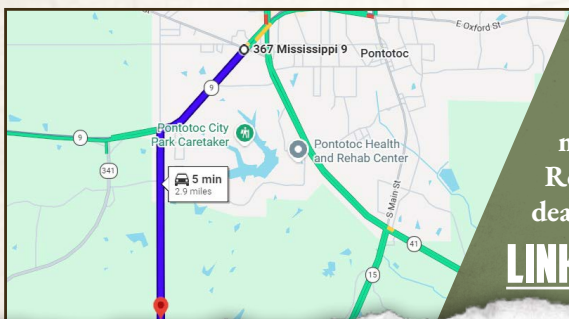 E Oxford St
367 Mississippi 9
Pontotoc
9
Pontotoc City
Park Caretaker
9
Pontotoc Health
and Rehab Center
341
5 min
2.9 miles
S Main St
41
15
dea
LINK